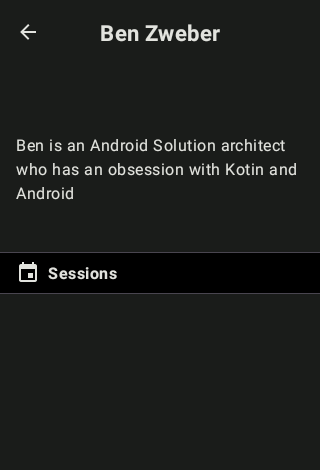 Ben Zweber
Ben is an Android Solution architect
who has an obsession with Kotin and
Android
Sessions